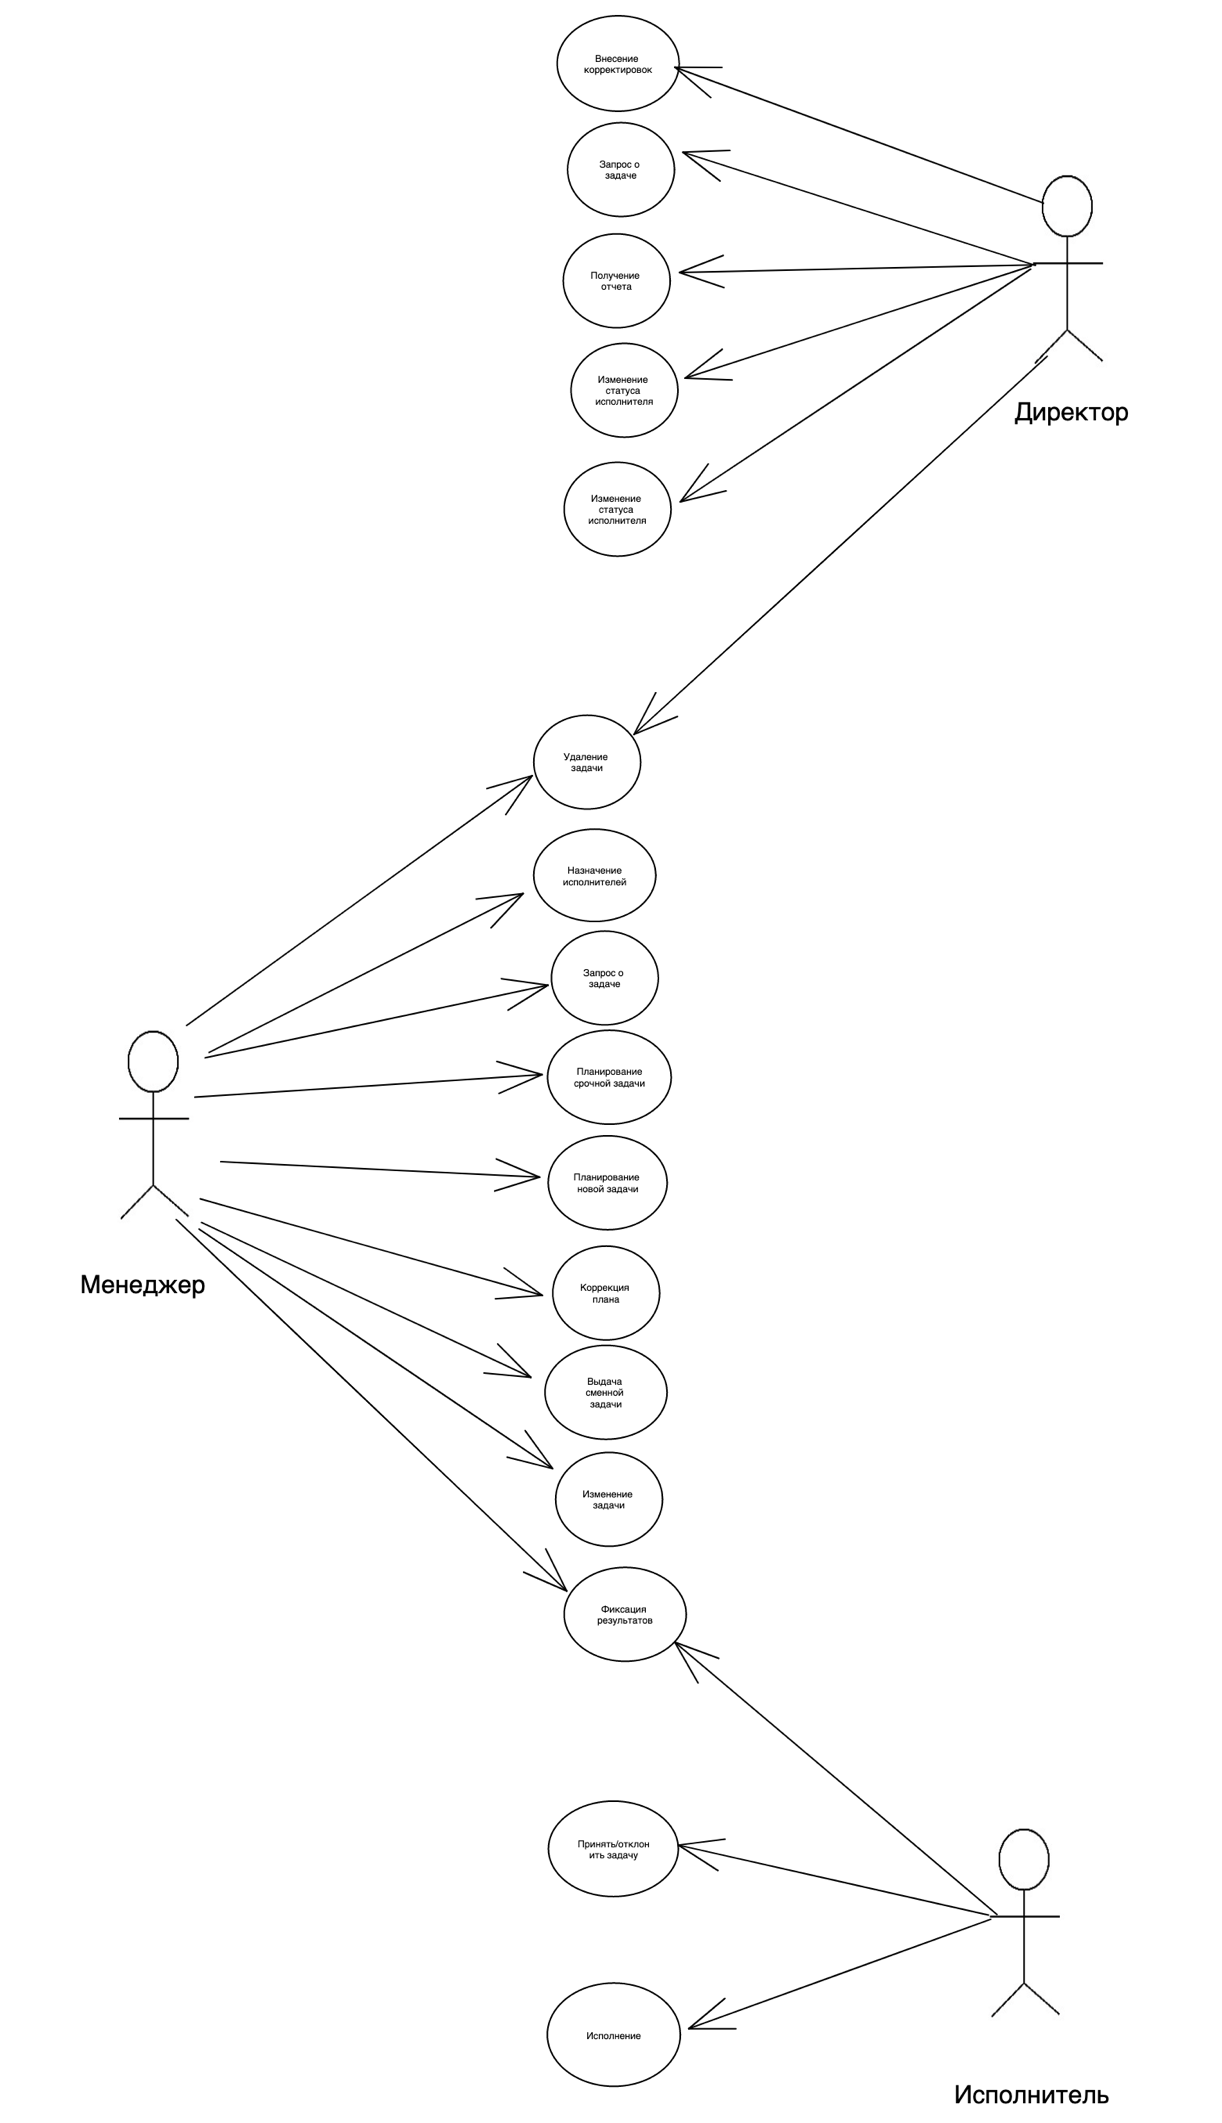 Внесение
корректировок
Запрос о
задаче
Получение
отчета
Изменение
статуса
исполнителя
Директор
Изменение
статуса
исполнителя
Удаление
задачи
Назначение
исполнителей
Запрос о
задаче
Планирование
срочной задачи
Планирование
новой задачи
Менеджер
Коррекция
плана
Выдача
сменной
задачи
Изменение
задачи
Фиксация
результатов
Принять/отклон
ить задачу
Исполнение
Исполнитель